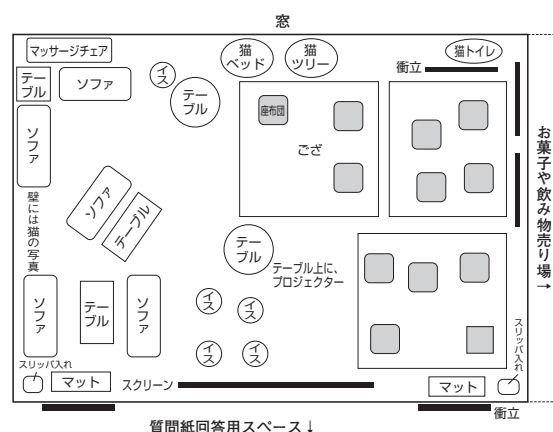 窓
マッサージチェア
テーブル
ソファ
イス
テーブル
猫ベッド
猫ツリー
衝立
猫トイレ
ソファ
座布団
ござ
お菓子や飲み物売り場→
壁には猫の写真
ソファ
テーブル
テーブル
テーブル上に、
プロジェクター
イス
イス
イス
イス
ソファ
テーブル
ソファ
スリッパ入れ
マット
スクリーン
マット
スリッパ入れ
衝立
質問紙回答用スペース↓